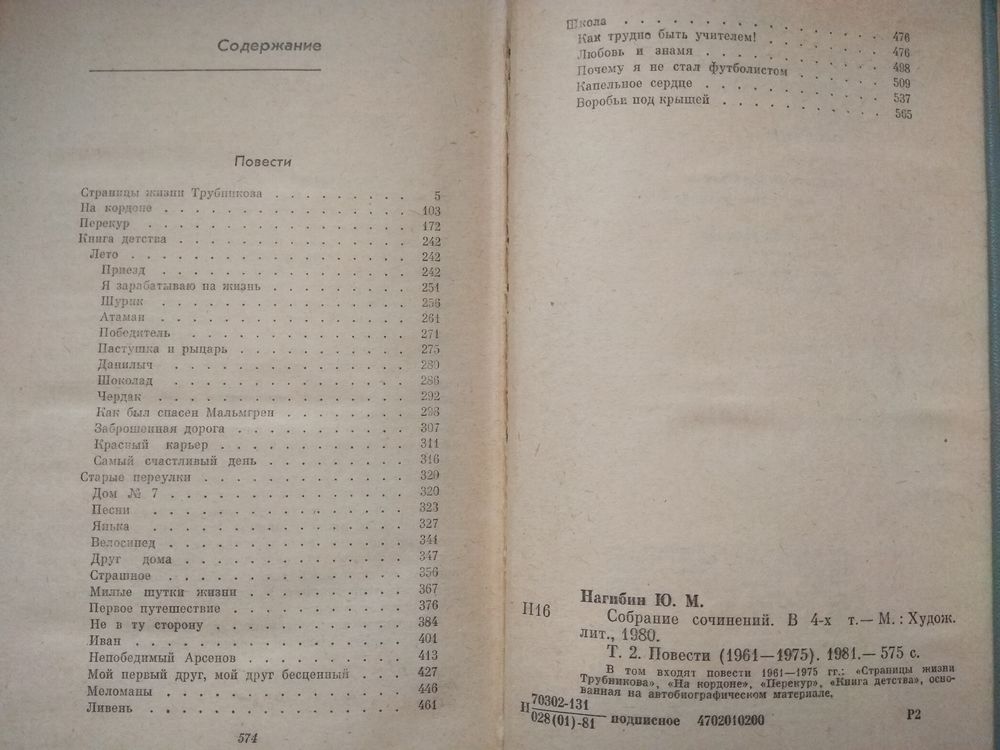 Содержание
Повести
Страницы жизни Трубникова . . . . . . . . . 5
На кордоне . . . . . . . . . . . . . . . 103
Перекур . . . . . . . . . . . . . . . 172
Книга детства . . . . . . . . . . . . . . 242
Лето . . . . . . . . . . . . . . . . . 242
Приезд . . . . . . . . . . . . . . . 242
Я зарабатываю на жизнь . . . . . . . . . 251
Шурик . . . . . . . . . . . . . . 256
Атаман . . . . . . . . . . . . . . 261
Победитель . . . . . . . . . . . . . 271
Пастушка и рыцарь . . . . . . . . . . . 275
Данилыч . . . . . . . . . . . . . . 280
Шоколад . . . . . . . . . . . . . . 286
Чердак . . . . . . . . . . . . . . . 292
Как был спасен Мальмгрен . . . . . . . . 298
Заброшенная дорога . . . . . . . . . . . 307
Красный карьер . . . . . . . . . . . . 311
Самый счастливый день . . . . . . . . . . 316
Старые переулки . . . . . . . . . . . . . 320
Дом № 7 . . . . . . . . . . . . . . . 320
Песни . . . . . . . . . . . . . . . 323
Янька . . . . . . . . . . . . . . . 327
Велосипед . . . . . . . . . . . . . . 341
Друг дома . . . . . . . . . . . . . . 347
Страшное . . . . . . . . . . . . . . 356
Милые шутки жизни . . . . . . . . . . . 367
Первое путешествие . . . . . . . . . . . 376
Не в ту сторону . . . . . . . . . . . . 384
Иван . . . . . . . . . . . . . . . . 401
Непобедимый Арсенов . . . . . . . . . . 413
Мой первый друг, мой друг бесценный . . . . 427
Меломаны . . . . . . . . . . . . . . . 446
Ливень . . . . . . . . . . . . . . . . 461
574
Школа . . . . . . . . . . . . . . . 476
Как трудно быть учителем! . . . . . . . . 476
Любовь и знамя . . . . . . . . . . . 498
Почему я не стал футболистом . . . . . . 509
Капельное сердце . . . . . . . . . . . 537
Воробьи под крышей . . . . . . . . . . 565
Нагибин Ю. М.
Н16 Собрание сочинений. В 4-х т.— М.: Худож.
лит., 1980.
Т. 2. Повести (1961—1975). 1981.— 575 с.
В том входят повести 1961—1975 гг.: «Страницы жизни
Трубникова», «На кордоне», «Перекур», «Книга детства», осно-
ванная на автобиографическом материале.
Н 70302-131
028(01)-81 подписное 4702010200 Р2